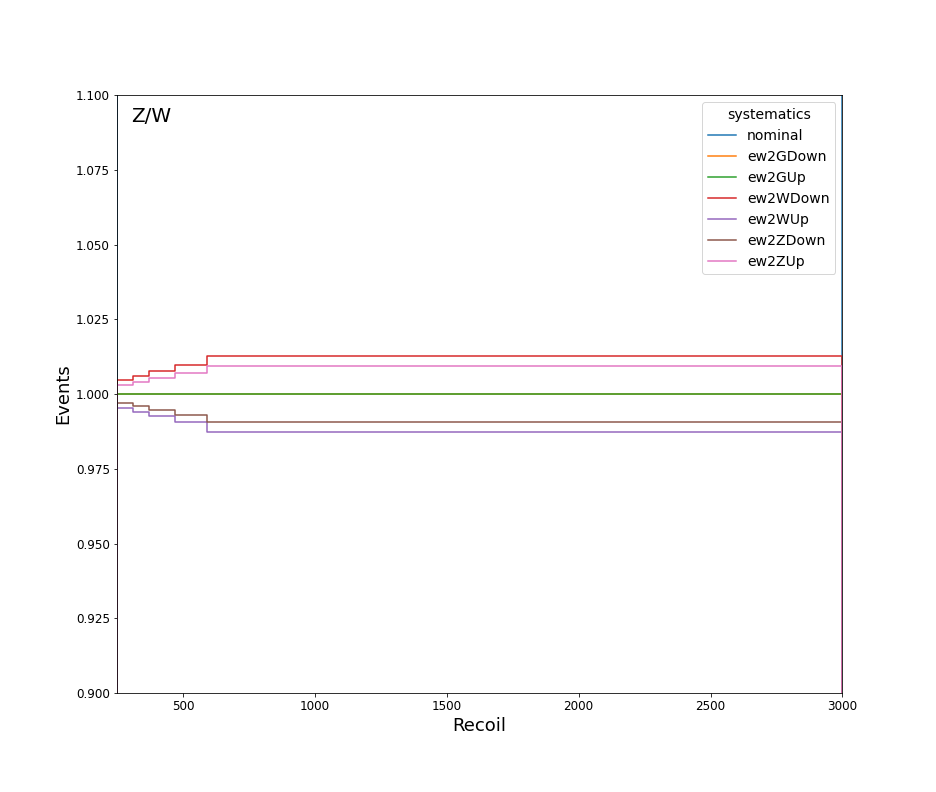 Z/W
systematics
nominal
ew2GDown
ew2GUp
ew2WDown
ew2WUp
ew2ZDown
ew2ZUp
1.100
1.075
1.050
1.025
1.000
0.975
0.950
0.925
0.900
Events
500 1000 1500 2000 2500 3000
Recoil